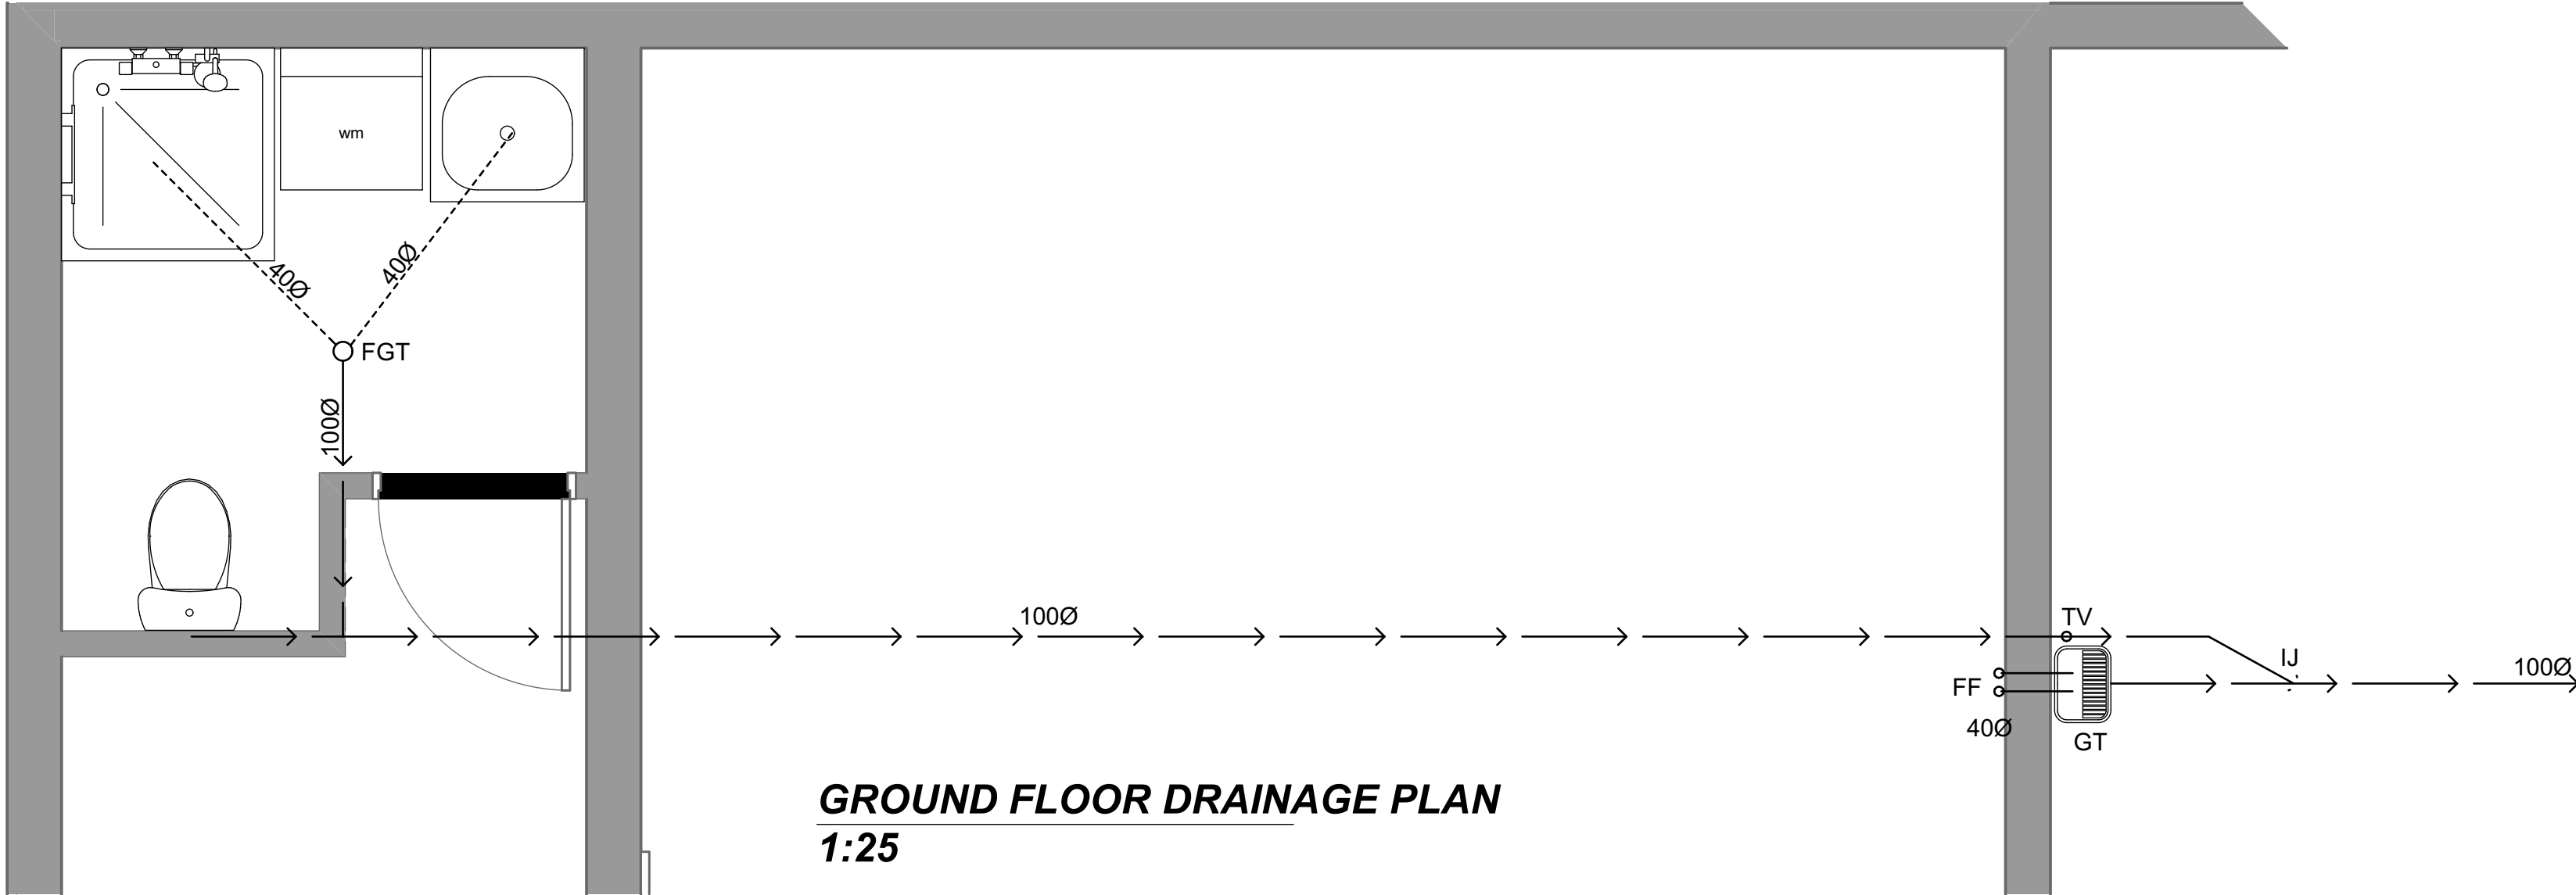 wm
40Ø
40Ø
FGT
100Ø
100Ø
TV
IJ
100Ø
FF
40Ø
GT
GROUND FLOOR DRAINAGE PLAN
1:25